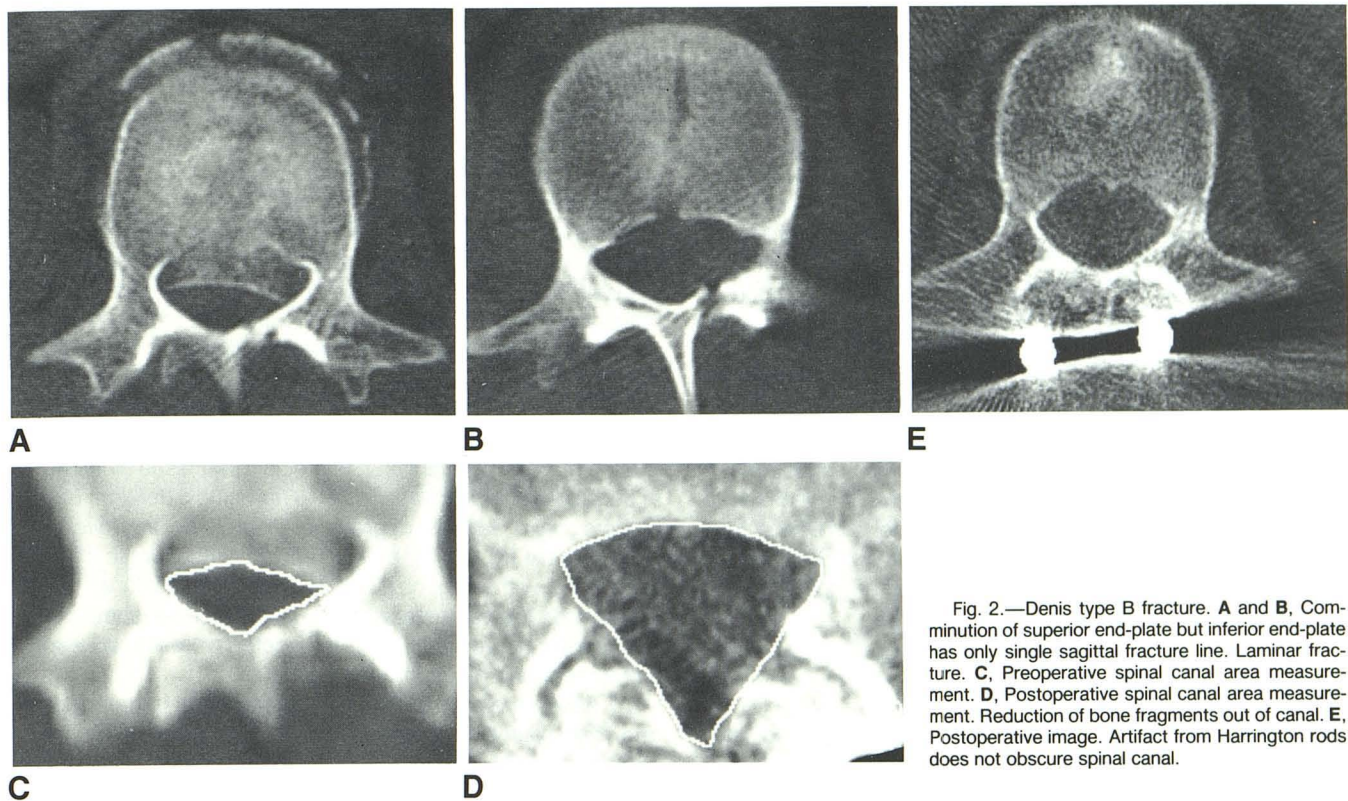 A
B
E
C
D
Fig. 2.—Denis type B fracture. A and B, Com-
minution of superior end-plate but inferior end-plate
has only single sagittal fracture line. Laminar frac-
ture. C, Preoperative spinal canal area measure-
ment. D, Postoperative spinal canal area measure-
ment. Reduction of bone fragments out of canal. E,
Postoperative image. Artifact from Harrington rods
does not obscure spinal canal.